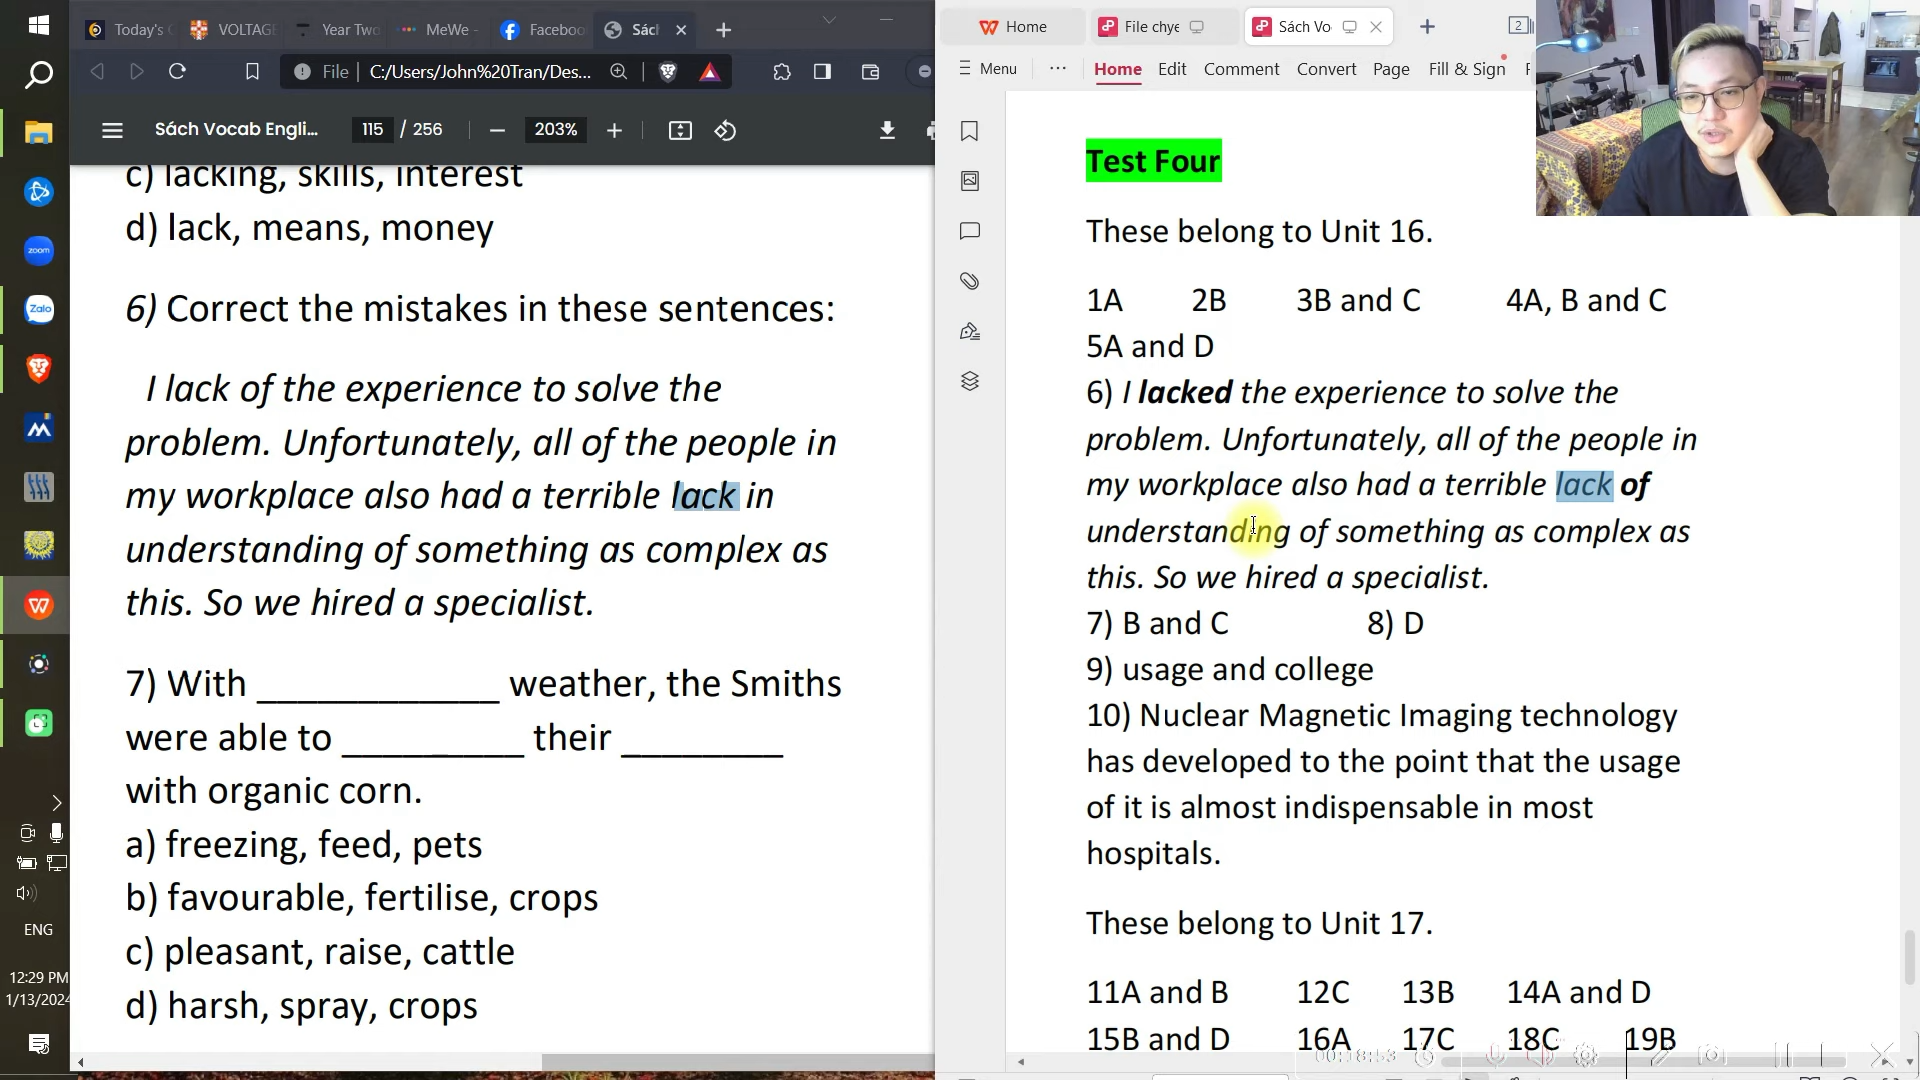 Today's
VOLTAG
Year Two
MeWe -
Faceboo
Sác
File
C:/Users/John%20Tran/Des...
Sách Vocab Engli...
115 / 256
203%
c) lacking, skills, interest
d) lack, means, money
6) Correct the mistakes in these sentences:
I lack of the experience to solve the
problem. Unfortunately, all of the people in
my workplace also had a terrible lack in
understanding of something as complex as
this. So we hired a specialist.
7) With ____________ weather, the Smiths
were able to _________ their ________
with organic corn.
a) freezing, feed, pets
b) favourable, fertilise, crops
c) pleasant, raise, cattle
d) harsh, spray, crops
zoom
Zalo
ENG
12:29 PM
1/13/2024
Home
File chye
Sách Vo
2
Menu
Home Edit Comment Convert Page Fill & Sign
Test Four
These belong to Unit 16.
1A 2B 3B and C 4A, B and C
5A and D
6) I lacked the experience to solve the
problem. Unfortunately, all of the people in
my workplace also had a terrible lack of
understanding of something as complex as
this. So we hired a specialist.
7) B and C 8) D
9) usage and college
10) Nuclear Magnetic Imaging technology
has developed to the point that the usage
of it is almost indispensable in most
hospitals.
These belong to Unit 17.
11A and B 12C 13B 14A and D
15B and D 16A 17C 18C 19B
00:18:53